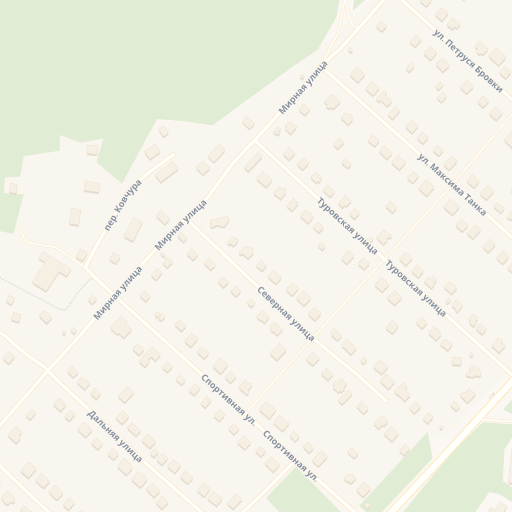 ул. Петруся Бровки
Мирная улица
ул. Максима Танка
пер. Ковчура
Мирная улица
Туровская улица
Туровская улица
Мирная улица
Северная улица
Спортивная ул.
Спортивная ул.
Дальняя улица